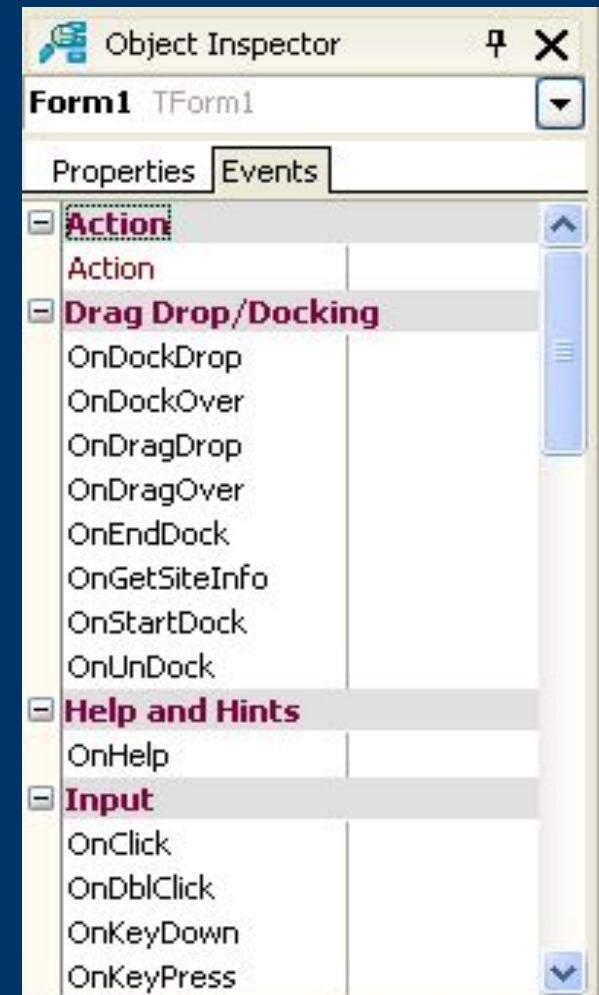 Object Inspector
Form1 TForm1
Properties Events
Action
Action
Drag Drop/Docking
OnDockDrop
OnDockOver
OnDragDrop
OnDragOver
OnEndDock
OnGetSiteInfo
OnStartDock
OnUnDock
Help and Hints
OnHelp
Input
OnClick
OnDblClick
OnKeyDown
OnKeyPress